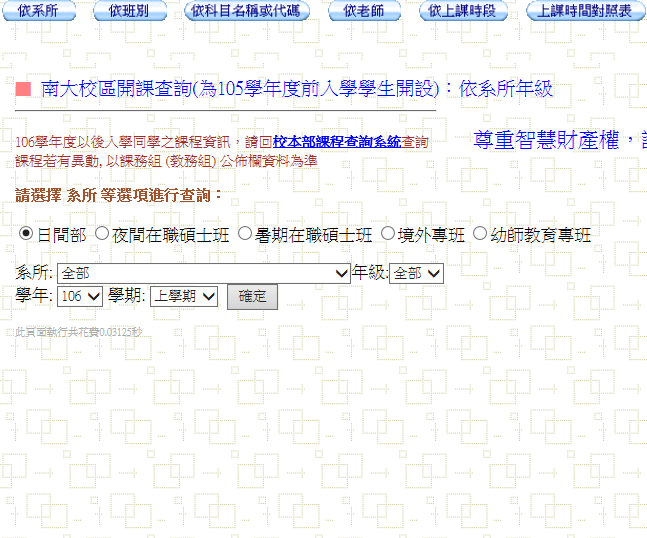 依系所 依班別 依科目名稱或代碼 依老師 依上課時段 上課時間對照表
南大校區開課查詢(為105學年度前入學學生開設)：依系所年級
106學年度以後入學同學之課程資訊，請回校本部課程查詢系統查詢
課程若有異動, 以課務組 (教務組) 公佈欄資料為準
尊重智慧財產權，
請選擇 系所 等選項進行查詢：
日間部 夜間在職碩士班 暑期在職碩士班 境外專班 幼師教育專班
系所: 全部 年級: 全部
學年: 106 學期: 上學期 確定
此頁面執行共花費0.03125秒